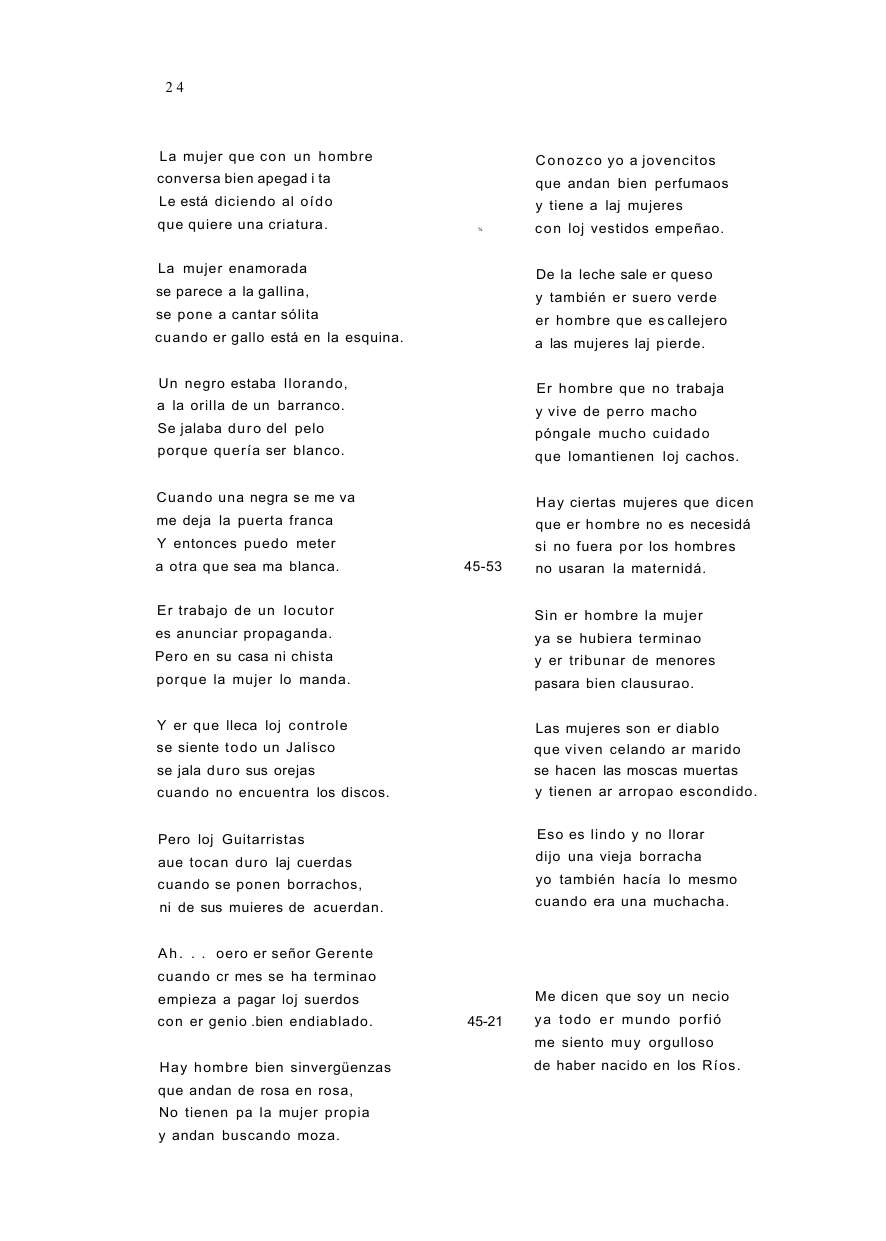 24
La mujer que con un hombre
conversa bien apegad i ta
Le está diciendo al oído
que quiere una criatura.
La mujer enamorada
se parece a la gallina,
se pone a cantar sólita
cuando er gallo está en la esquina.
Un negro estaba llorando,
a la orilla de un barranco.
Se jalaba duro del pelo
porque quería ser blanco.
Cuando una negra se me va
me deja la puerta franca
Y entonces puedo meter
a otra que sea ma blanca.
Er trabajo de un locutor
es anunciar propaganda.
Pero en su casa ni chista
porque la mujer lo manda.
Y er que lleca loj controle
se siente todo un Jalisco
se jala duro sus orejas
cuando no encuentra los discos.
Pero loj Guitarristas
aue tocan duro laj cuerdas
cuando se ponen borrachos,
ni de sus muieres de acuerdan.
Ah. . . oero er señor Gerente
cuando cr mes se ha terminao
empieza a pagar loj suerdos
con er genio .bien endiablado.
Hay hombre bien sinvergüenzas
que andan de rosa en rosa,
No tienen pa la mujer propia
y andan buscando moza.
Conozco yo a jovencitos
que andan bien perfumaos
y tiene a laj mujeres
con loj vestidos empeñao.
De la leche sale er queso
y también er suero verde
er hombre que es callejero
a las mujeres laj pierde.
Er hombre que no trabaja
y vive de perro macho
póngale mucho cuidado
que lomantienen loj cachos.
Hay ciertas mujeres que dicen
que er hombre no es necesidá
si no fuera por los hombres
45-53 no usaran la maternidá.
Sin er hombre la mujer
ya se hubiera terminao
y er tribunar de menores
pasara bien clausurao.
Las mujeres son er diablo
que viven celando ar marido
se hacen las moscas muertas
y tienen ar arropao escondido.
Eso es lindo y no llorar
dijo una vieja borracha
yo también hacía lo mesmo
cuando era una muchacha.
Me dicen que soy un necio
45-21 ya todo er mundo porfió
me siento muy orgulloso
de haber nacido en los Ríos.